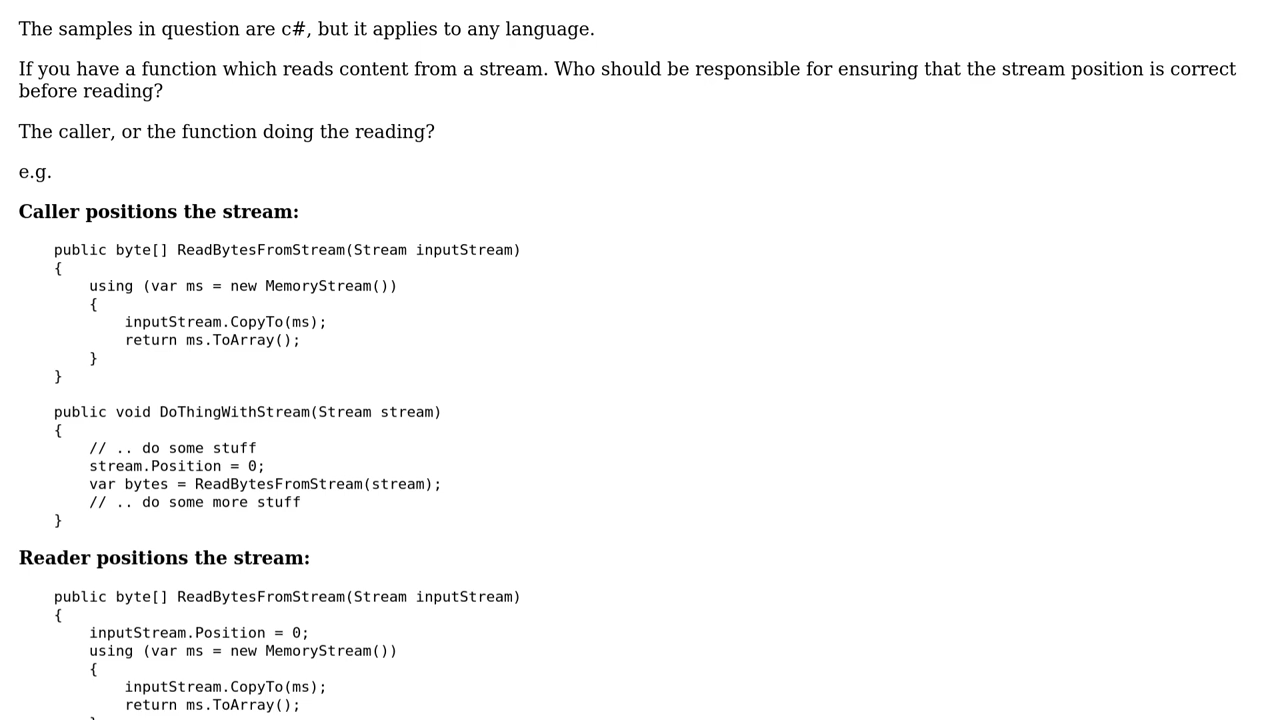 The samples in question are c#, but it applies to any language.
If you have a function which reads content from a stream. Who should be responsible for ensuring that the stream position is correct
before reading?
The caller, or the function doing the reading?
e.g.
Caller positions the stream:
public byte[] ReadBytesFromStream(Stream inputStream)
{
    using (var ms = new MemoryStream())
    {
        inputStream.CopyTo(ms);
        return ms.ToArray();
    }
}
public void DoThingWithStream(Stream stream)
{
    // .. do some stuff
    stream.Position = 0;
    var bytes = ReadBytesFromStream(stream);
    // .. do some more stuff
}
Reader positions the stream:
public byte[] ReadBytesFromStream(Stream inputStream)
{
    inputStream.Position = 0;
    using (var ms = new MemoryStream())
    {
        inputStream.CopyTo(ms);
        return ms.ToArray();